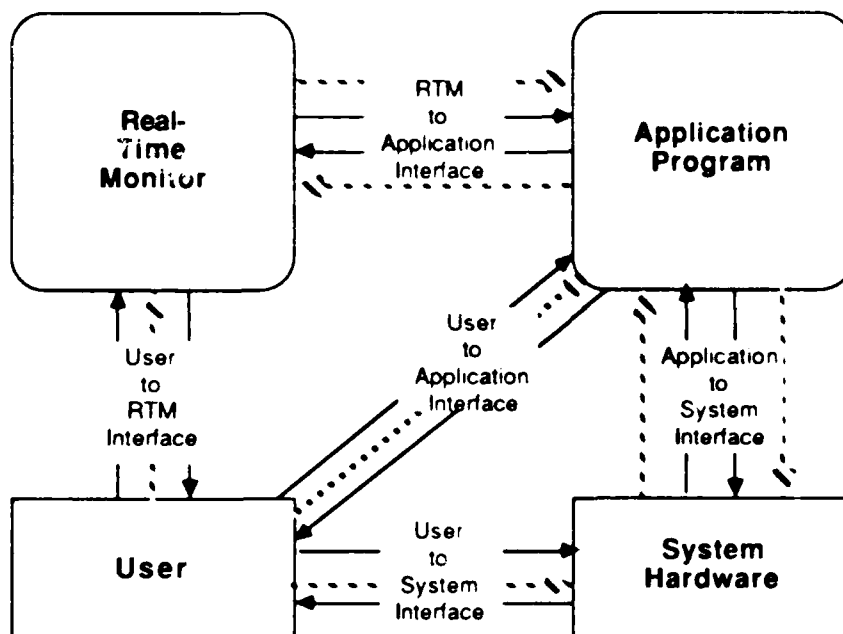 Real-
Time
Monitor
RTM
to
Application
Interface
Application
Program
User
to
RTM
Interface
User
to
Application
Interface
Application
to
System
Interface
User
User
to
System
Interface
System
Hardware